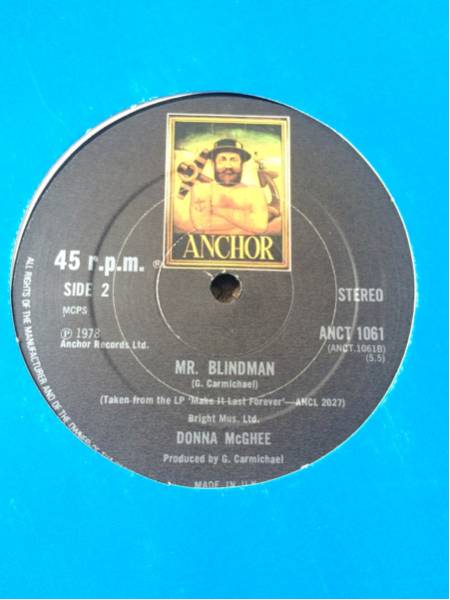 ANCHOR
45 r.p.m. ®
SIDE 2
MCPS
STEREO
℗ 1978
Anchor Records Ltd.
ANCT 1061
(ANCT.1061B)
(5.5)
MR. BLINDMAN
(G. Carmichael)
(Taken from the LP 'Make It Last Forever'—ANCL 2027)
Bright Mus. Ltd.
DONNA McGHEE
Produced by G. Carmichael
ALL RIGHTS OF THE MANUFACTURER AND OF THE OWNER OF
MADE IN U.K.